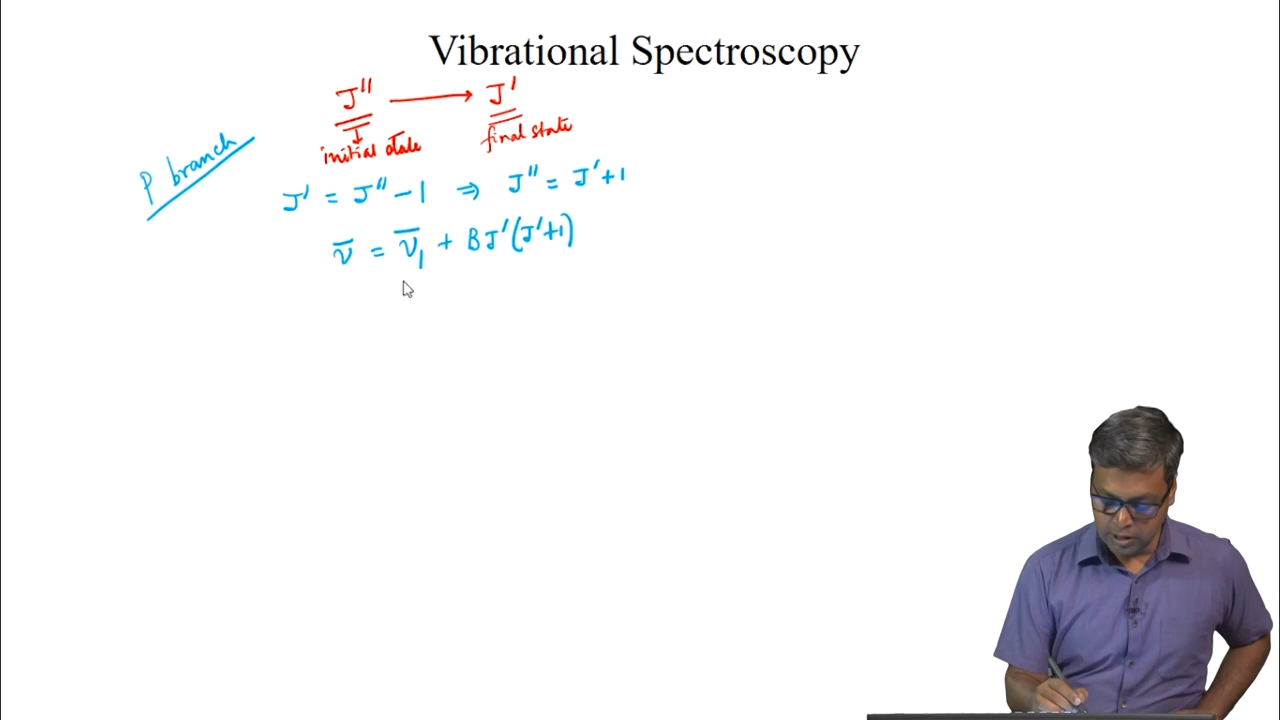 Vibrational Spectroscopy
J'' → J'
initial state final state
P branch
J' = J'' - 1 ⇒ J'' = J' + 1
ν̅ = ν̅₁ + BJ'(J'+1)